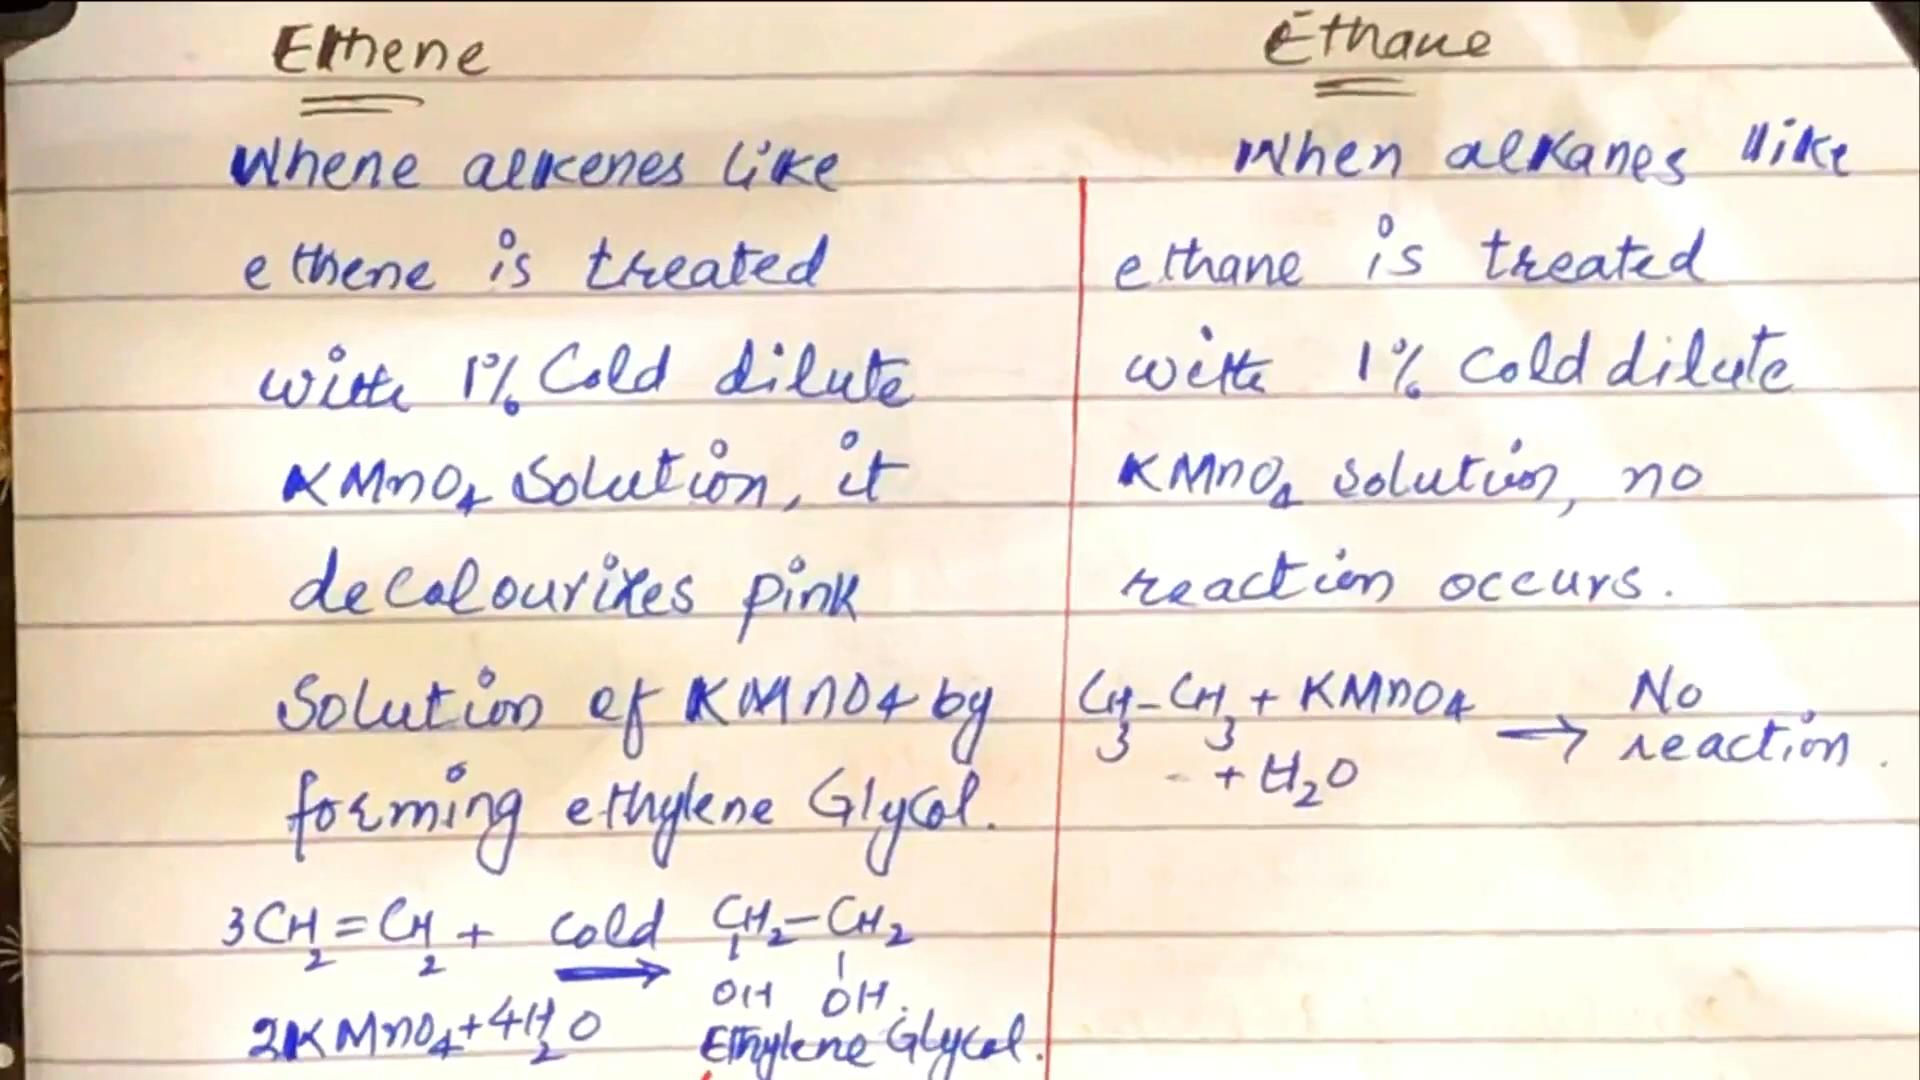 Ethene
Whene alkenes like
ethene is treated
with 1% Cold dilute
KMnO4 Solution, it
decolourizes pink
Solution of KMnO4 by
forming ethylene Glycol.
3CH2=CH2 + cold CH2-CH2
→
OH OH.
2KMnO4+4H2O
Ethylene Glycol.
Ethane
When alkanes like
ethane is treated
with 1% cold dilute
KMnO4 solution, no
reaction occurs.
CH3-CH3 + KMnO4 → No
+ H2O reaction.